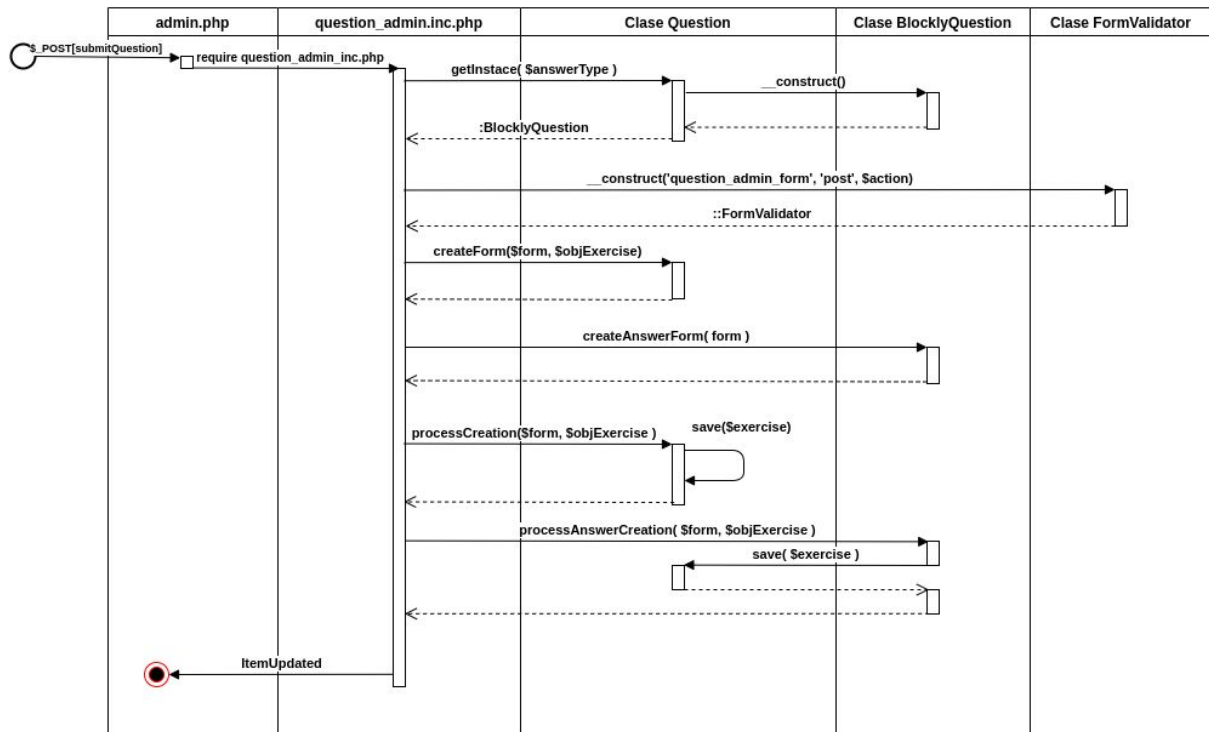 admin.php
question_admin.inc.php
Clase Question
Clase BlocklyQuestion
Clase FormValidator
$_POST[submitQuestion]
require question_admin_inc.php
getInstace( $answerType )
__construct()
:BlocklyQuestion
__construct('question_admin_form', 'post', $action)
::FormValidator
createForm($form, $objExercise)
createAnswerForm( form )
processCreation($form, $objExercise )
save($exercise)
processAnswerCreation( $form, $objExercise )
save( $exercise )
ItemUpdated